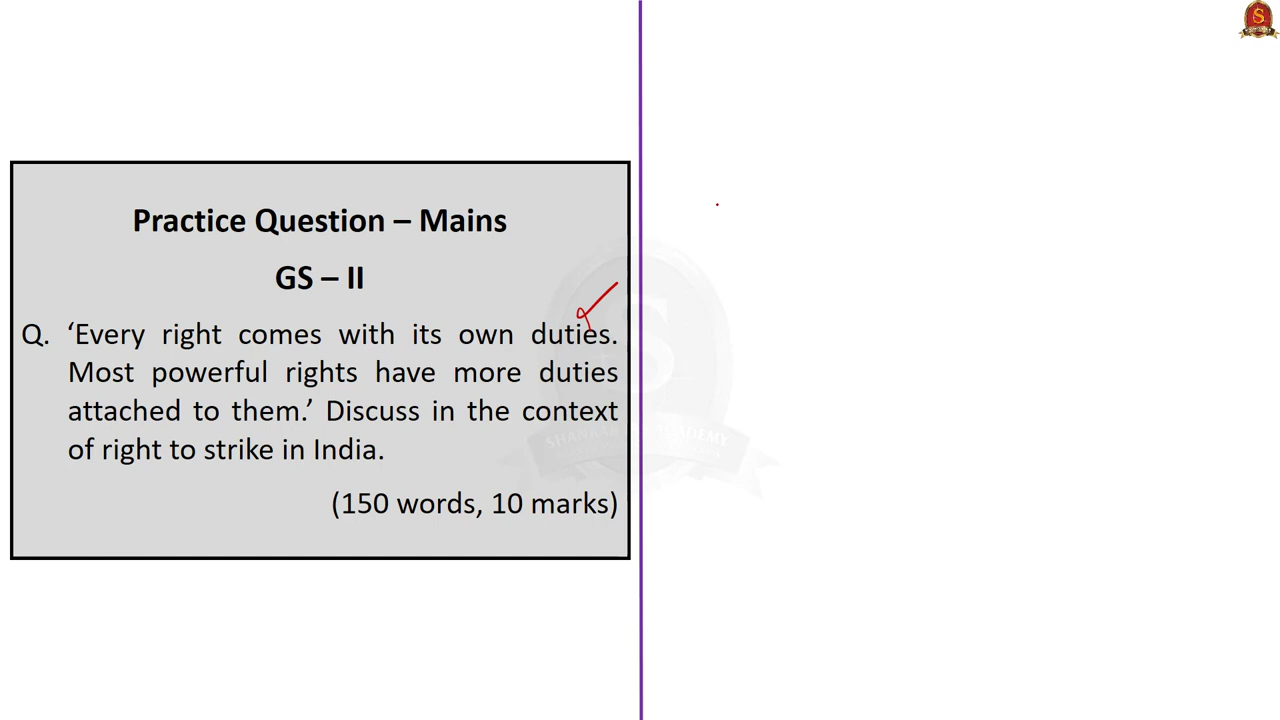 Practice Question – Mains
GS – II
Q. ‘Every right comes with its own duties.
Most powerful rights have more duties
attached to them.’ Discuss in the context
of right to strike in India.
(150 words, 10 marks)
S
S